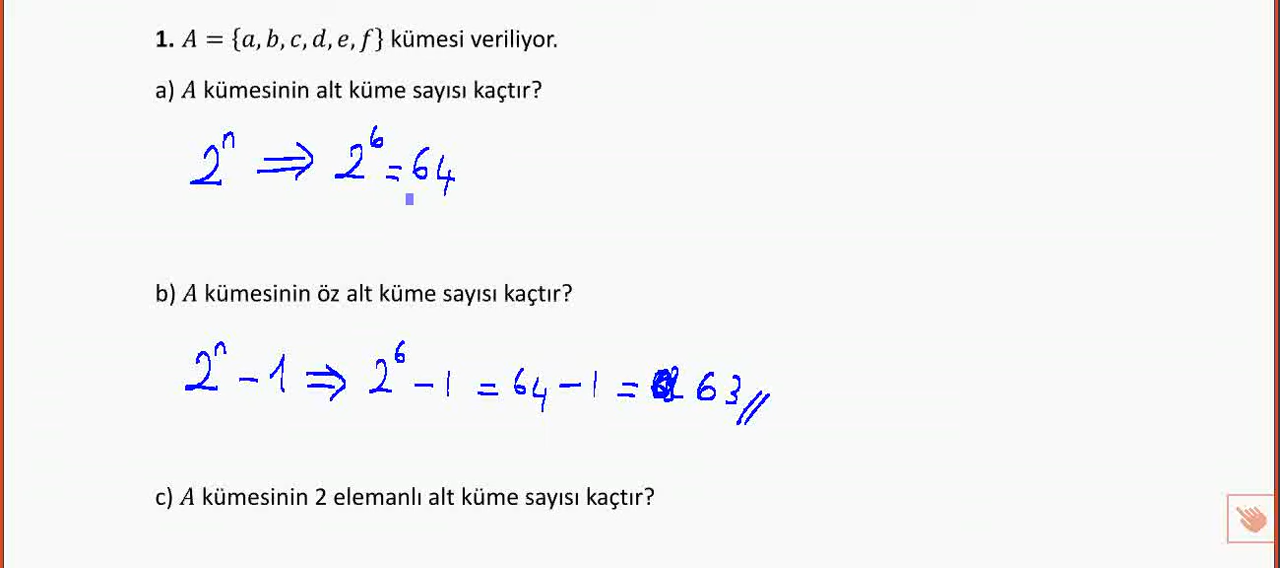 1. A = {a, b, c, d, e, f} kümesi veriliyor.
a) A kümesinin alt küme sayısı kaçtır?
2ⁿ ⇒ 2⁶ = 64
b) A kümesinin öz alt küme sayısı kaçtır?
2ⁿ - 1 ⇒ 2⁶ - 1 = 64 - 1 = 63 //
c) A kümesinin 2 elemanlı alt küme sayısı kaçtır?